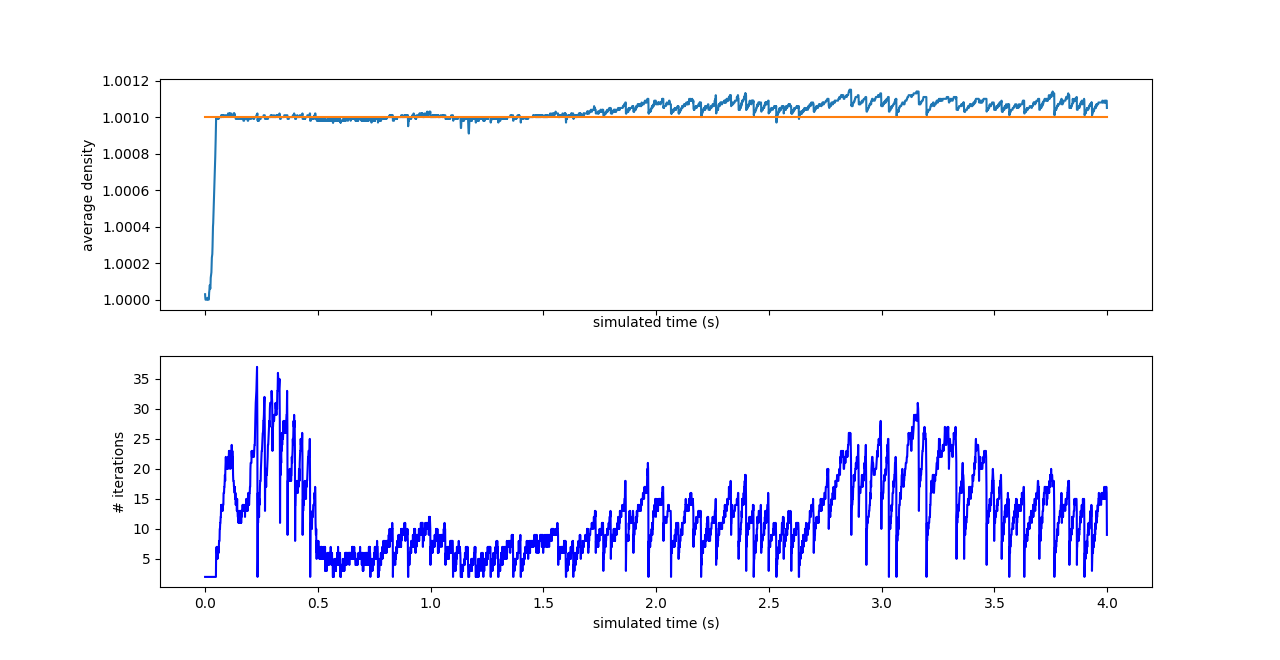 1.0012
1.0010
1.0008
1.0006
1.0004
1.0002
1.0000
average density
simulated time (s)
35
30
25
20
15
10
5
# iterations
0.0 0.5 1.0 1.5 2.0 2.5 3.0 3.5 4.0
simulated time (s)